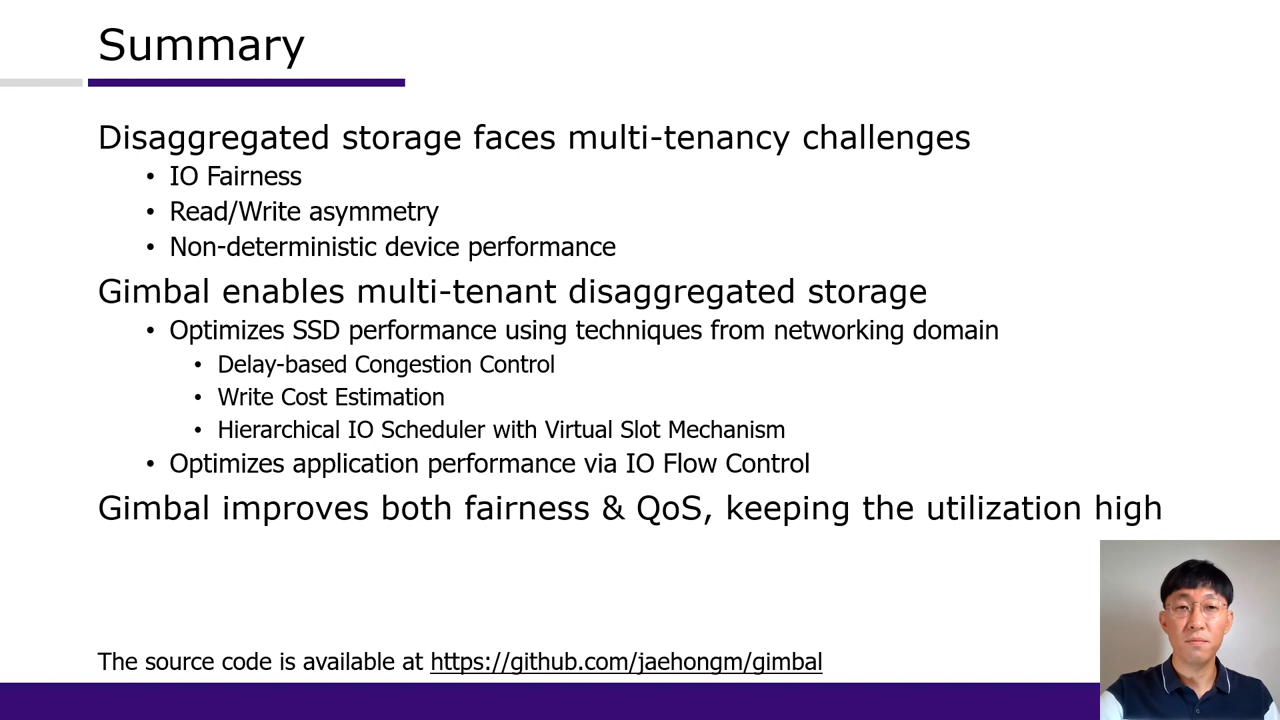 Summary
Disaggregated storage faces multi-tenancy challenges
• IO Fairness
• Read/Write asymmetry
• Non-deterministic device performance
Gimbal enables multi-tenant disaggregated storage
• Optimizes SSD performance using techniques from networking domain
• Delay-based Congestion Control
• Write Cost Estimation
• Hierarchical IO Scheduler with Virtual Slot Mechanism
• Optimizes application performance via IO Flow Control
Gimbal improves both fairness & QoS, keeping the utilization high
The source code is available at https://github.com/jaehongm/gimbal